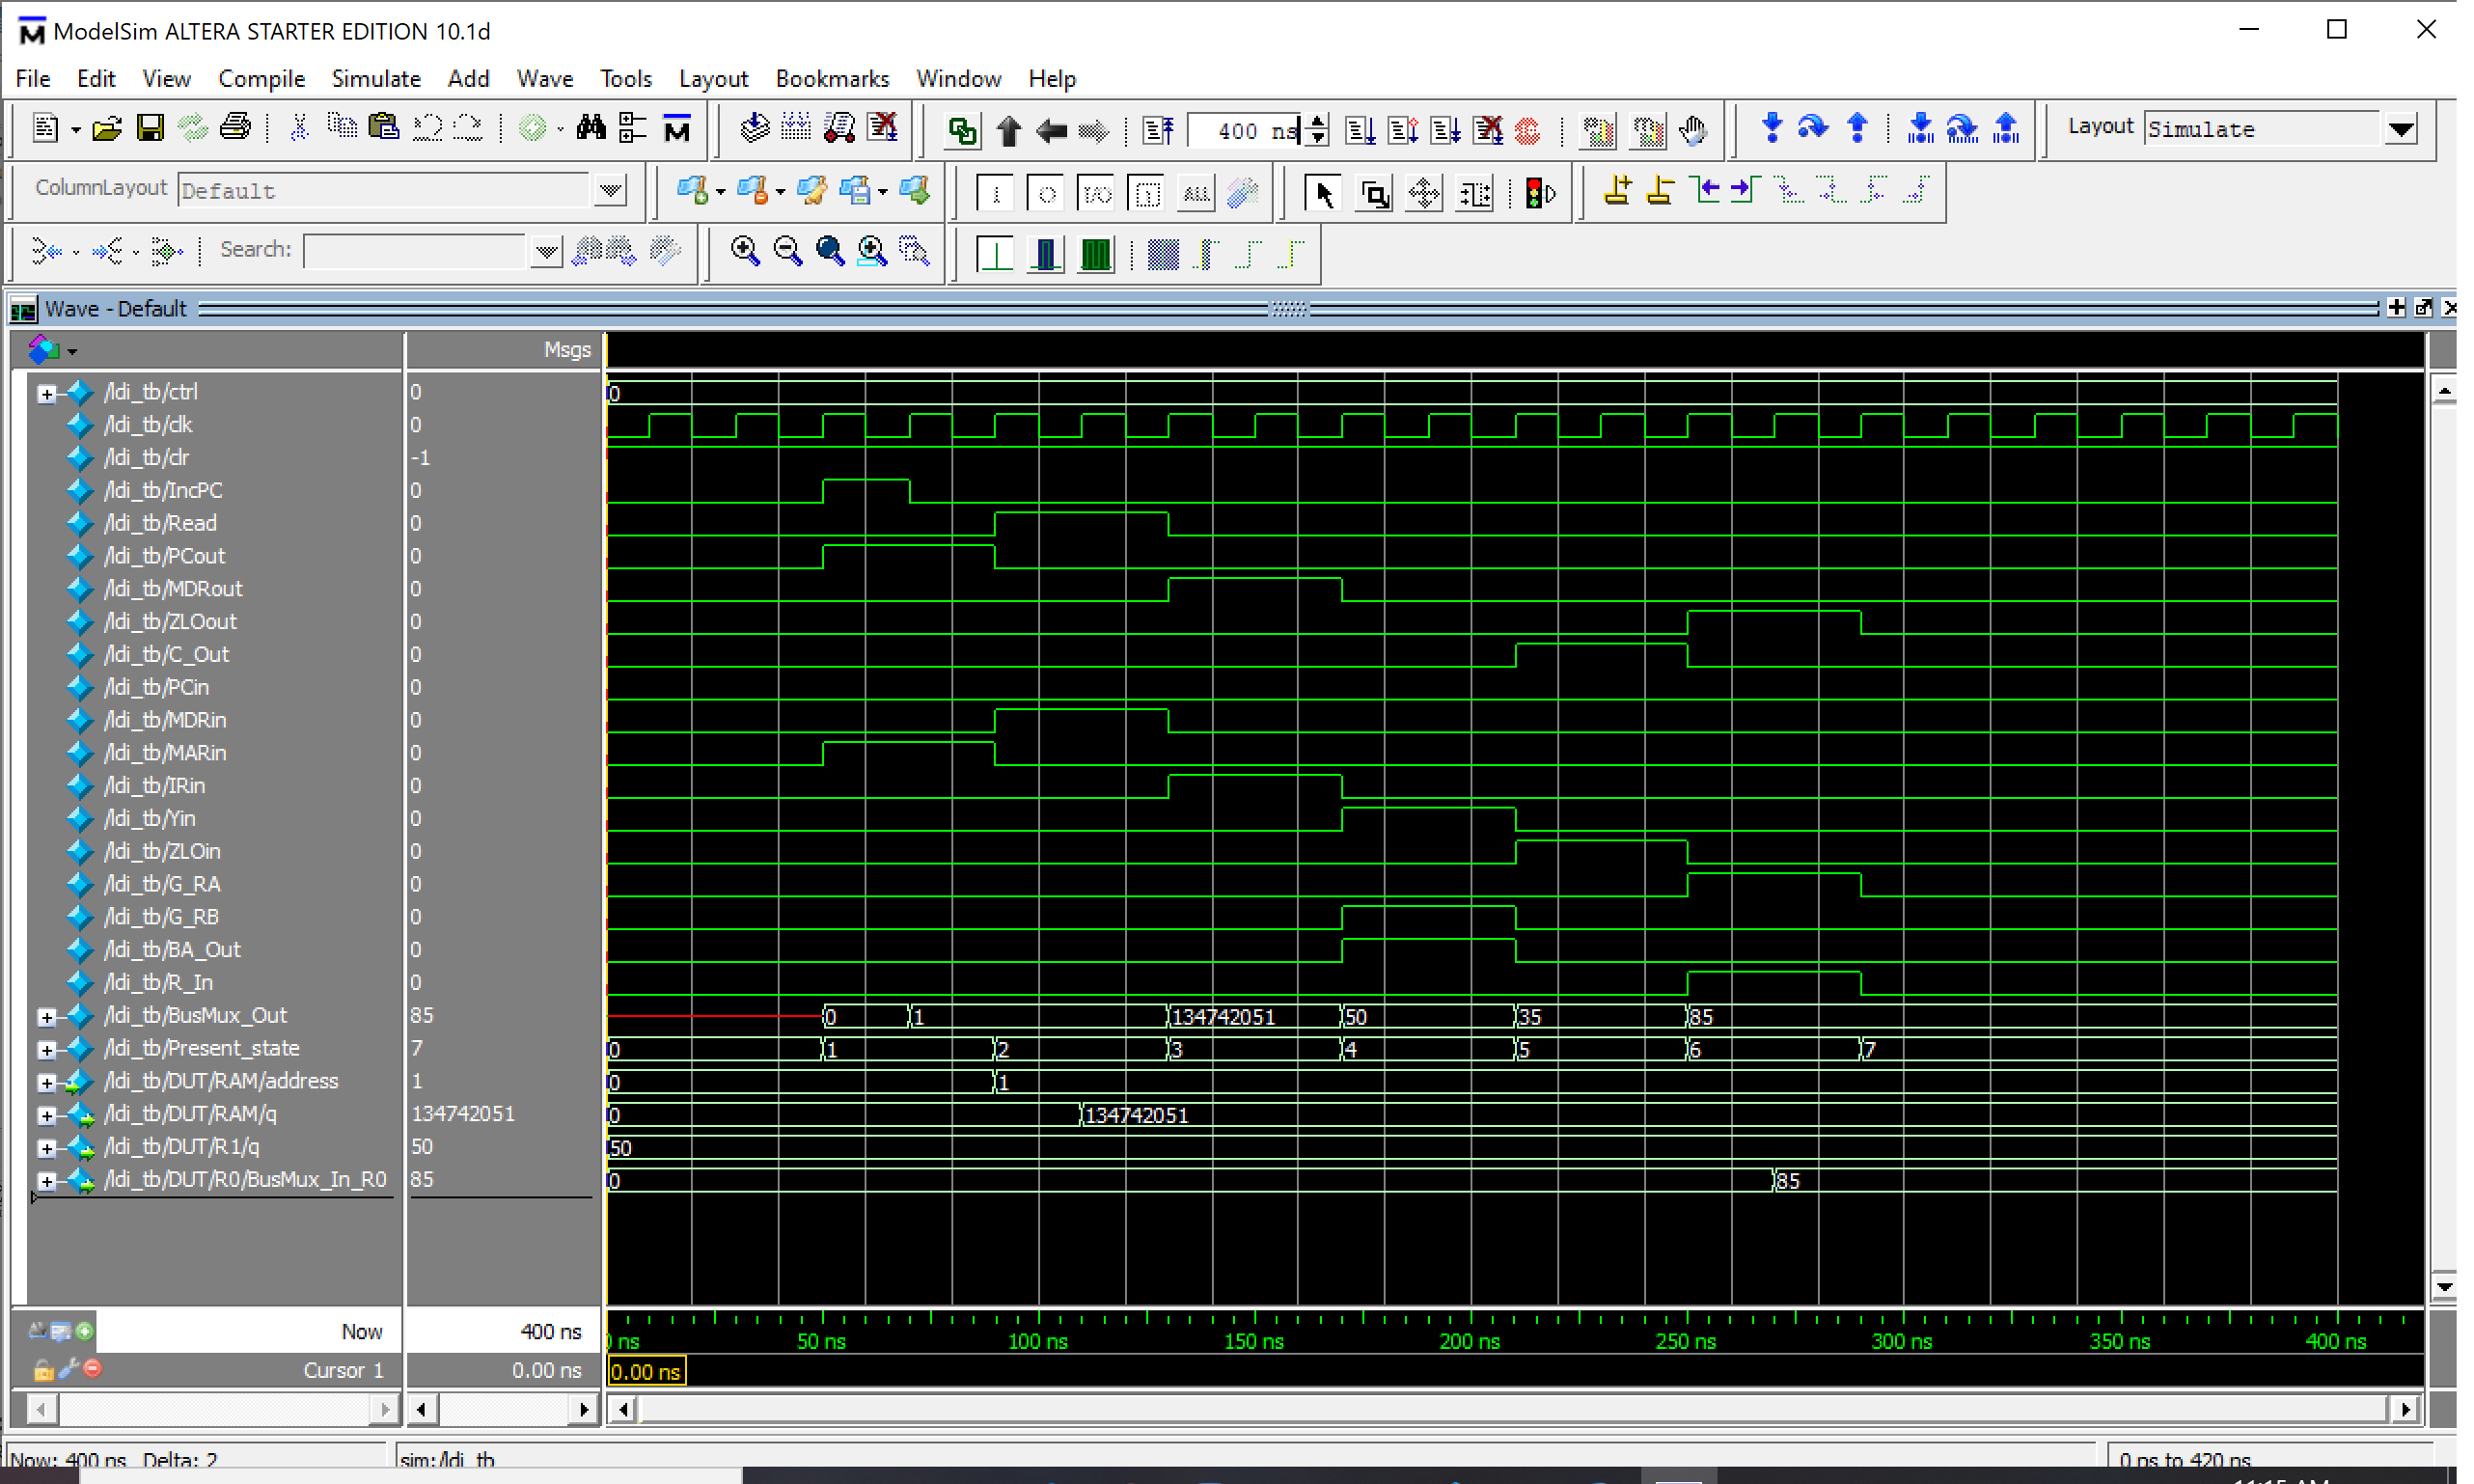 ModelSim ALTERA STARTER EDITION 10.1d
File Edit View Compile Simulate Add Wave Tools Layout Bookmarks Window Help
400 ns Layout Simulate
ColumnLayout Default ALL
Search:
Wave - Default
Msgs
/ldi_tb/ctrl 0 0
/ldi_tb/clk 0
/ldi_tb/clr -1
/ldi_tb/IncPC 0
/ldi_tb/Read 0
/ldi_tb/PCout 0
/ldi_tb/MDRout 0
/ldi_tb/ZLOout 0
/ldi_tb/C_Out 0
/ldi_tb/PCin 0
/ldi_tb/MDRin 0
/ldi_tb/MARin 0
/ldi_tb/IRin 0
/ldi_tb/Yin 0
/ldi_tb/ZLOin 0
/ldi_tb/G_RA 0
/ldi_tb/G_RB 0
/ldi_tb/BA_Out 0
/ldi_tb/R_In 0
/ldi_tb/BusMux_Out 85 0 1 134742051 50 35 85
/ldi_tb/Present_state 7 0 1 2 3 4 5 6 7
/ldi_tb/DUT/RAM/address 1 0 1
/ldi_tb/DUT/RAM/q 134742051 0 134742051
/ldi_tb/DUT/R1/q 50 50
/ldi_tb/DUT/R0/BusMux_In_R0 85 0 85
Now 400 ns ns 50 ns 100 ns 150 ns 200 ns 250 ns 300 ns 350 ns 400 ns
Cursor 1 0.00 ns 0.00 ns
Now: 400 ns Delta: 2 sim:/ldi_tb 0 ps to 420 ns
11:15 AM